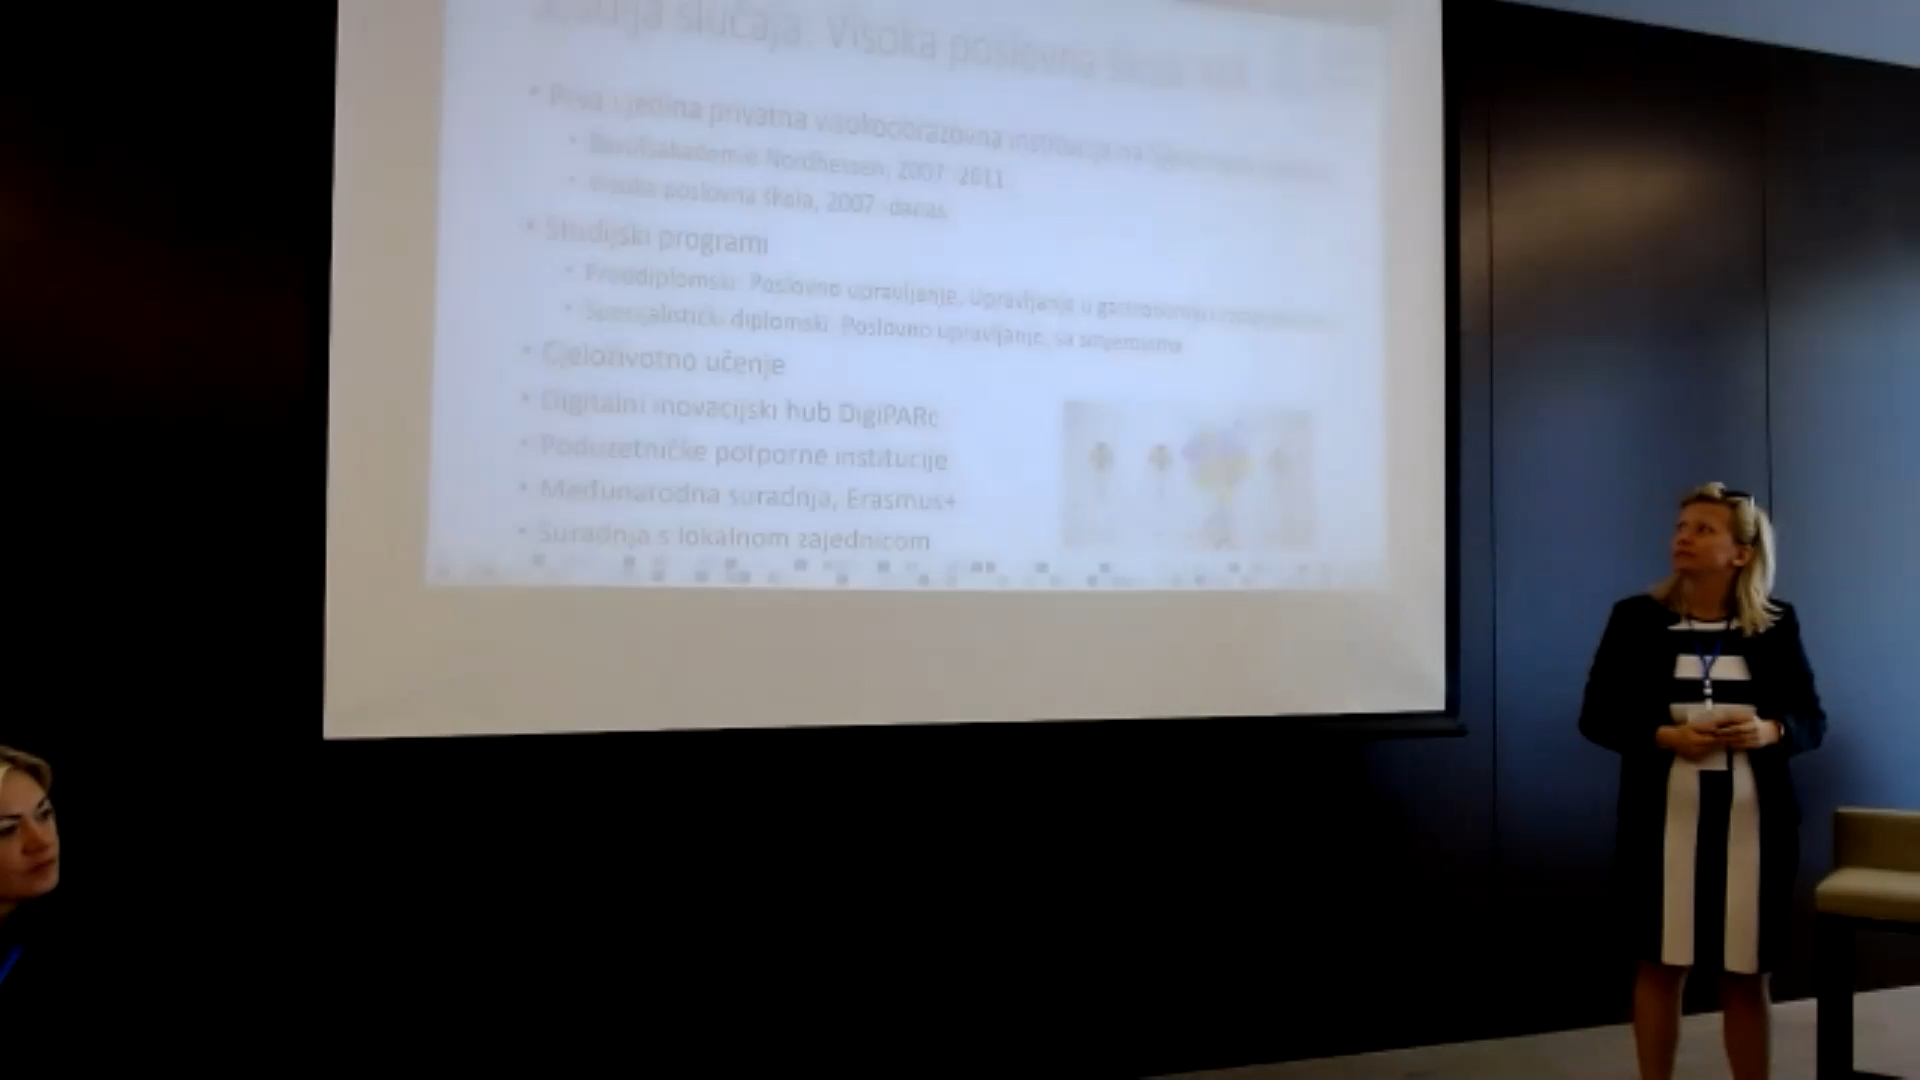 Studija slučaja: Visoka poslovna škola
• Prva i jedina privatna visokoobrazovna institucija na
• Berufsakademie Nordhessen, 2007 -2011
• Visoka poslovna škola, 2007 -danas
• Studijski programi
• Preddiplomski: Poslovno upravljanje, Upravljanje u gastronomiji
• Specijalistički diplomski: Poslovno upravljanje, sa smjerovima
• Cjeloživotno učenje
• Digitalni inovacijski hub DigiPARc
• Poduzetničke potporne institucije
• Međunarodna suradnja, Erasmus+
• Suradnja s lokalnom zajednicom